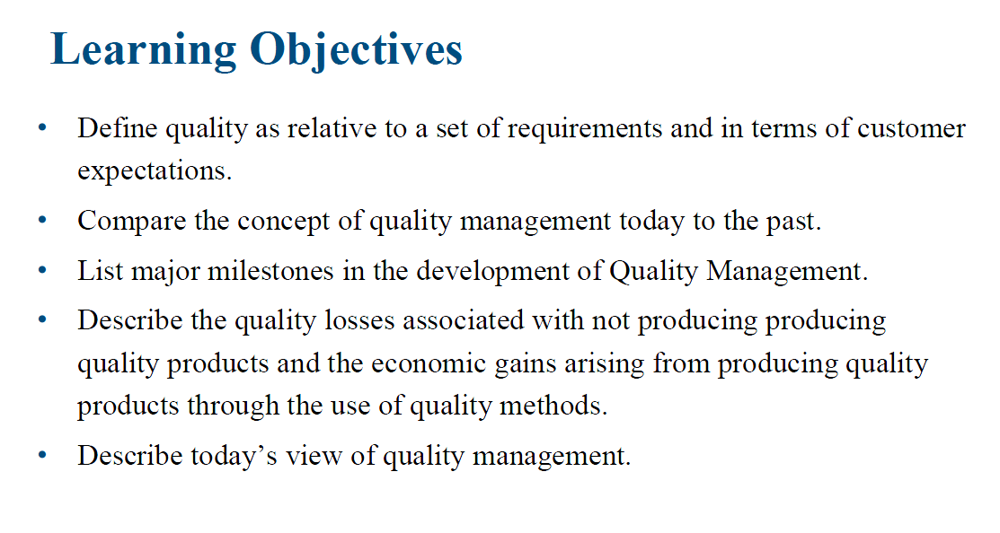 Learning Objectives
• Define quality as relative to a set of requirements and in terms of customer
expectations.
• Compare the concept of quality management today to the past.
• List major milestones in the development of Quality Management.
• Describe the quality losses associated with not producing producing
quality products and the economic gains arising from producing quality
products through the use of quality methods.
• Describe today’s view of quality management.